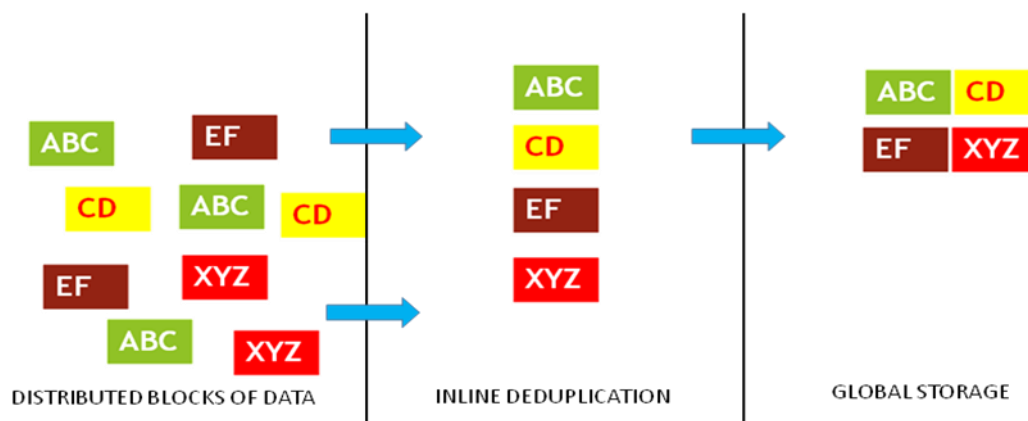 ABC
EF
CD
ABC
CD
EF
XYZ
ABC
XYZ
DISTRIBUTED BLOCKS OF DATA
ABC
CD
EF
XYZ
INLINE DEDUPLICATION
ABC CD
EF XYZ
GLOBAL STORAGE